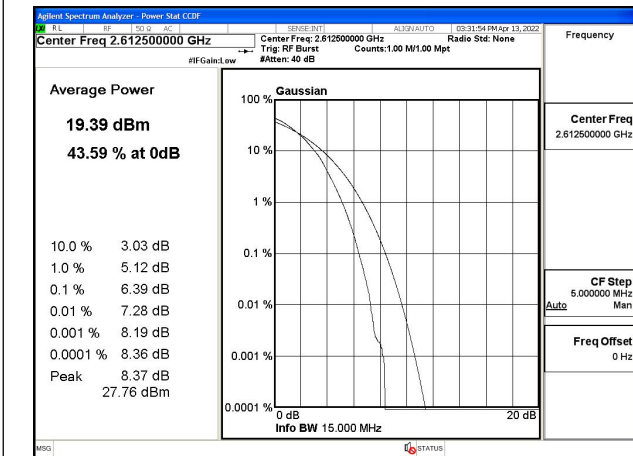 Agilent Spectrum Analyzer - Power Stat CCDF
RL RF 50 Ω AC SENSE:INT ALIGNAUTO 03:31:54 PM Apr 13, 2022
Center Freq 2.612500000 GHz
Center Freq: 2.612500000 GHz Radio Std: None
Trig: RF Burst Counts:1.00 M/1.00 Mpt
#IFGain:Low #Atten: 40 dB
Frequency
Average Power
19.39 dBm
43.59 % at 0dB
10.0 % 3.03 dB
1.0 % 5.12 dB
0.1 % 6.39 dB
0.01 % 7.28 dB
0.001 % 8.19 dB
0.0001 % 8.36 dB
Peak 8.37 dB
27.76 dBm
Gaussian
100 %
10 %
1 %
0.1 %
0.01 %
0.001 %
0.0001 %
0 dB 20 dB
Info BW 15.000 MHz
Center Freq
2.612500000 GHz
CF Step
5.000000 MHz
Auto Man
Freq Offset
0 Hz
MSG STATUS